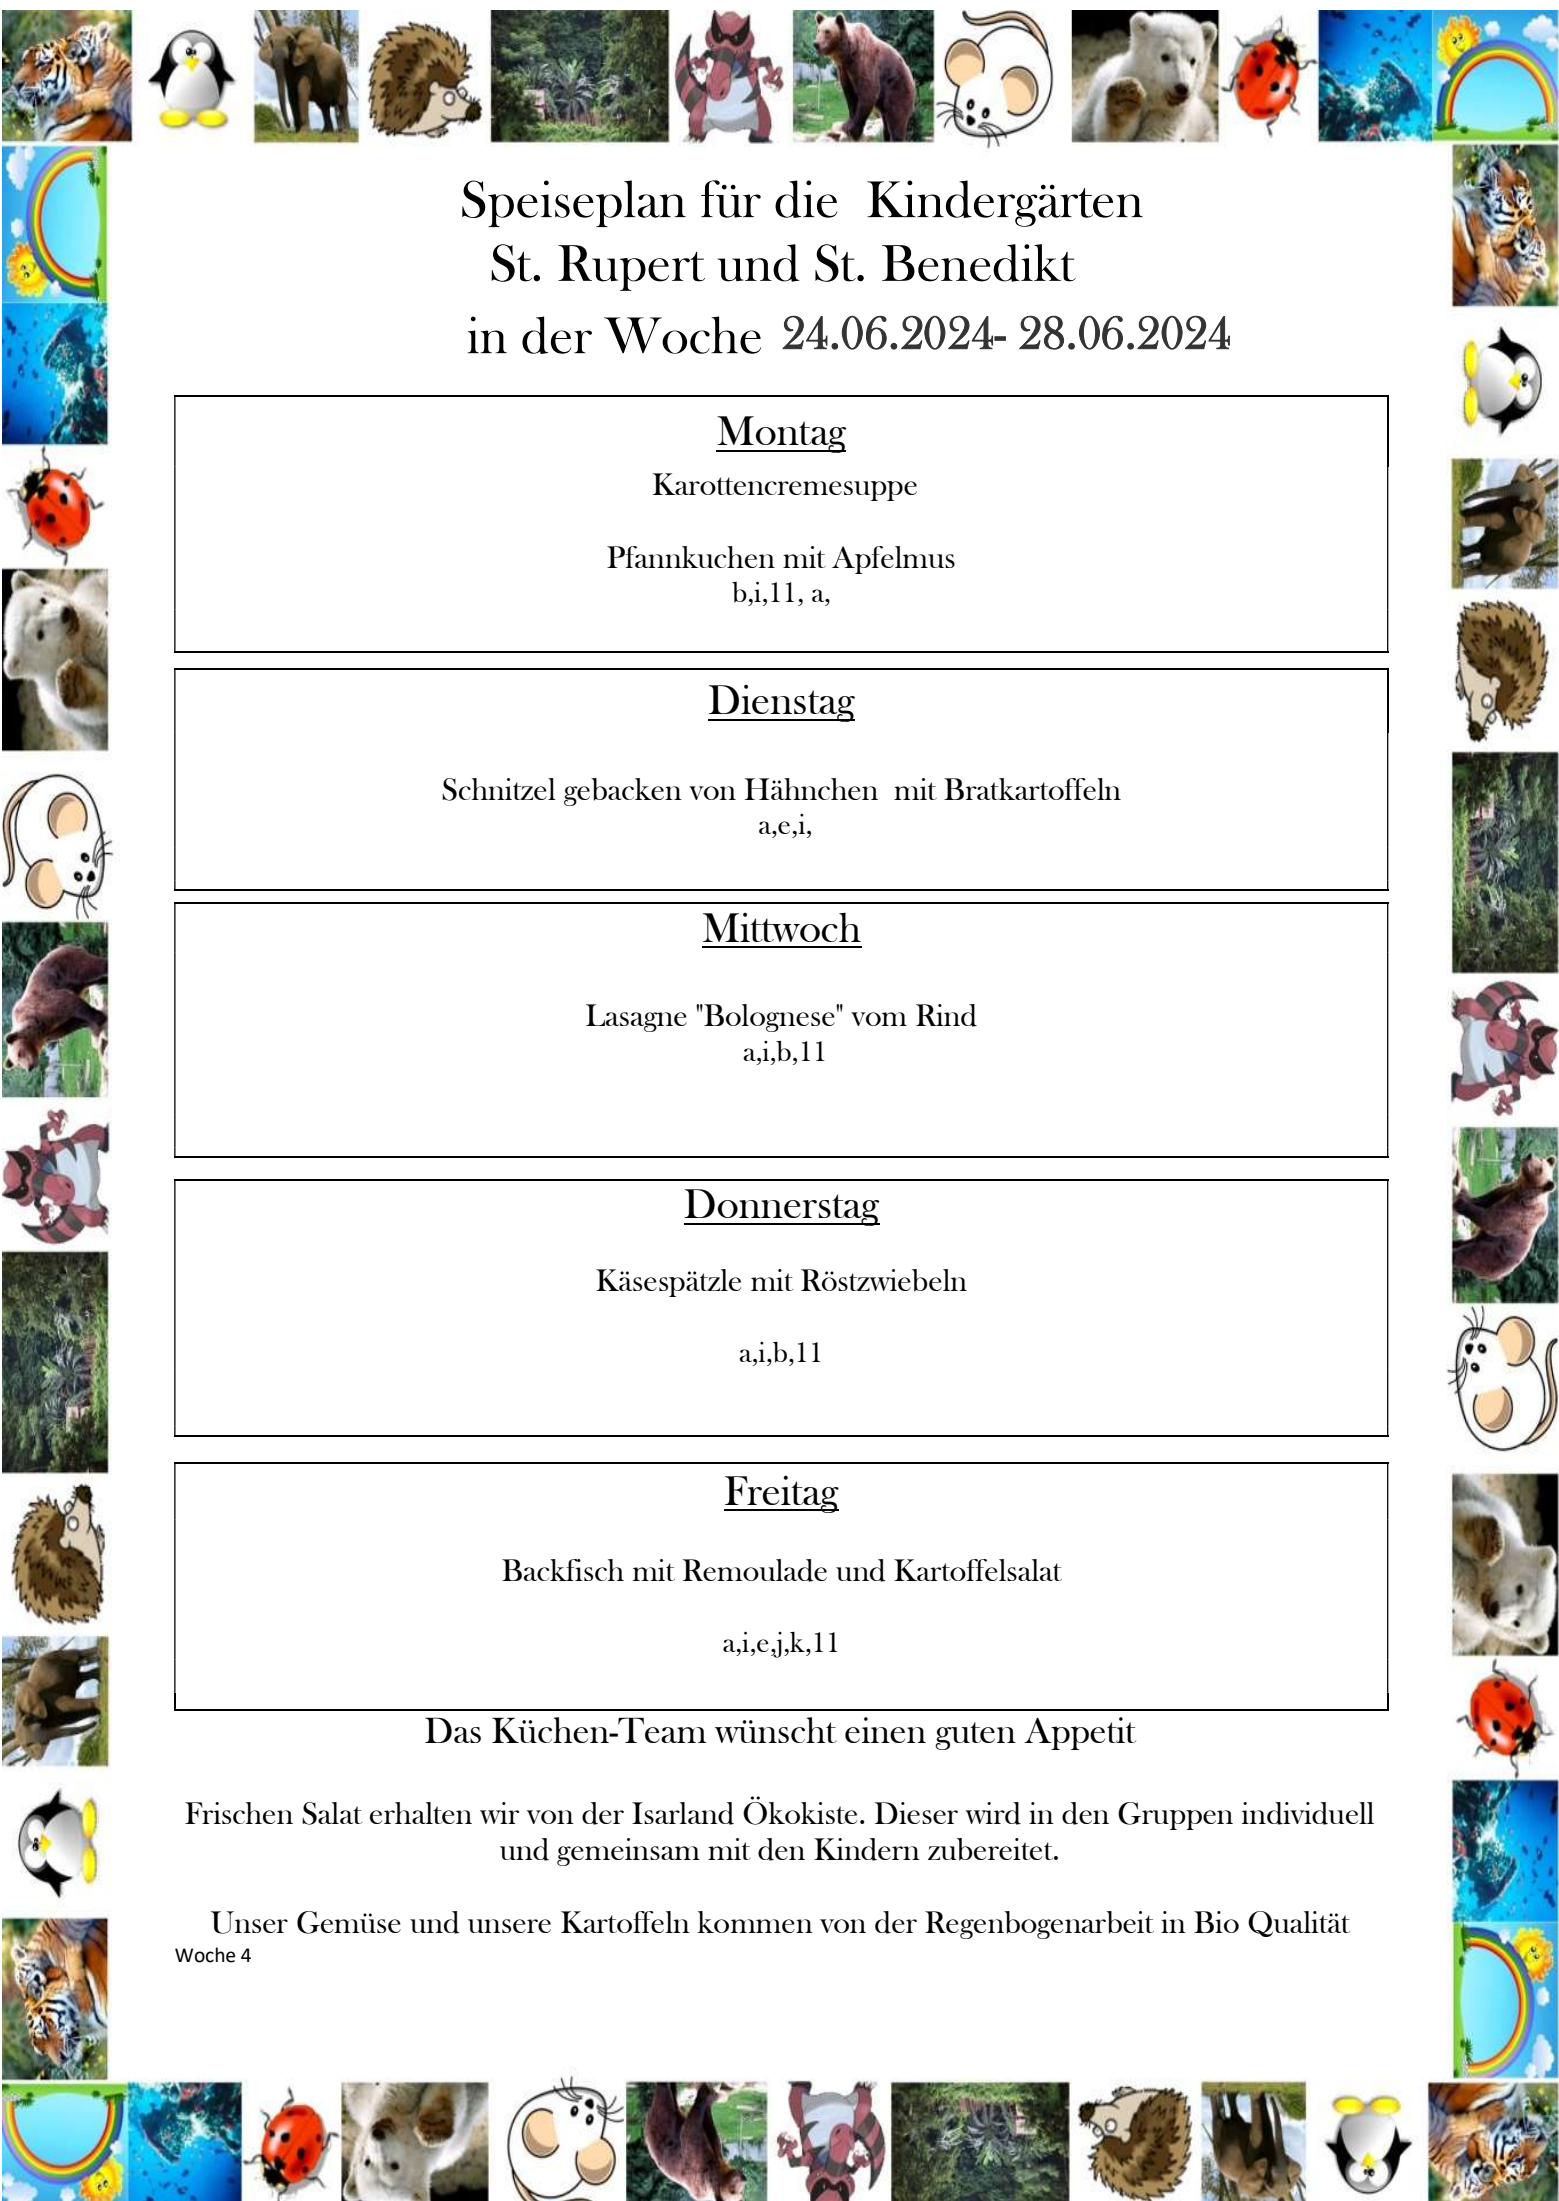 Speiseplan für die  Kindergärten
St. Rupert und St. Benedikt
in der Woche 24.06.2024- 28.06.2024
Montag
Karottencremesuppe
Pfannkuchen mit Apfelmus
b,i,11, a,
Dienstag
Schnitzel gebacken von Hähnchen  mit Bratkartoffeln
a,e,i,
Mittwoch
Lasagne "Bolognese" vom Rind
a,i,b,11
Donnerstag
Käsespätzle mit Röstzwiebeln
a,i,b,11
Freitag
Backfisch mit Remoulade und Kartoffelsalat
a,i,e,j,k,11
Das Küchen-Team wünscht einen guten Appetit
Frischen Salat erhalten wir von der Isarland Ökokiste. Dieser wird in den Gruppen individuell
und gemeinsam mit den Kindern zubereitet.
Unser Gemüse und unsere Kartoffeln kommen von der Regenbogenarbeit in Bio Qualität
Woche 4